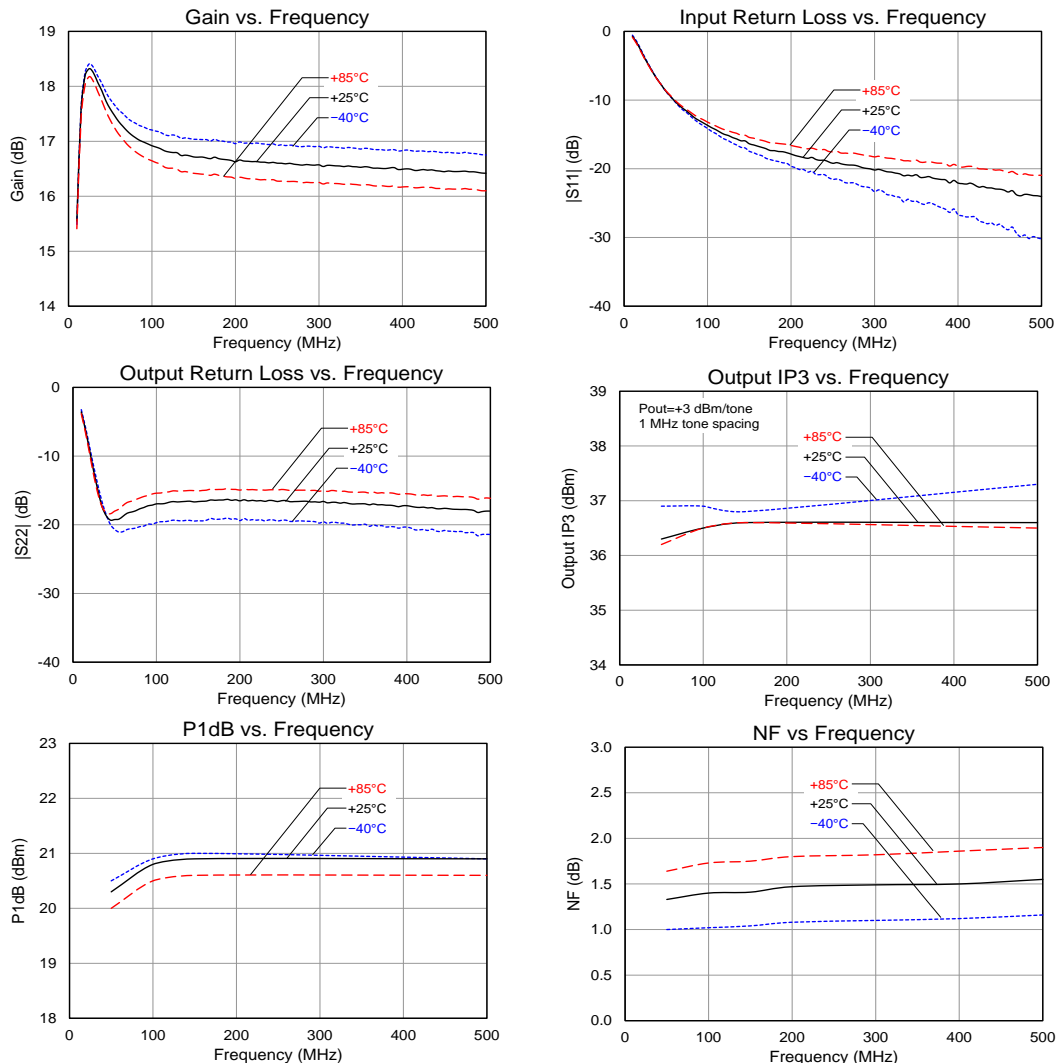 Gain vs. Frequency
19
18
17
16
15
14
Gain (dB)
+85°C
+25°C
−40°C
0
100
200
300
400
500
Frequency (MHz)
Input Return Loss vs. Frequency
0
-10
-20
-30
-40
|S11| (dB)
+85°C
+25°C
−40°C
0
100
200
300
400
500
Frequency (MHz)
Output Return Loss vs. Frequency
0
-10
-20
-30
-40
|S22| (dB)
+85°C
+25°C
−40°C
0
100
200
300
400
500
Frequency (MHz)
Output IP3 vs. Frequency
39
38
37
36
35
34
Output IP3 (dBm)
Pout=+3 dBm/tone
1 MHz tone spacing
+85°C
+25°C
−40°C
0
100
200
300
400
500
Frequency (MHz)
P1dB vs. Frequency
23
22
21
20
19
18
P1dB (dBm)
+85°C
+25°C
−40°C
0
100
200
300
400
500
Frequency (MHz)
NF vs Frequency
3.0
2.5
2.0
1.5
1.0
0.5
0.0
NF (dB)
+85°C
+25°C
−40°C
0
100
200
300
400
500
Frequency (MHz)